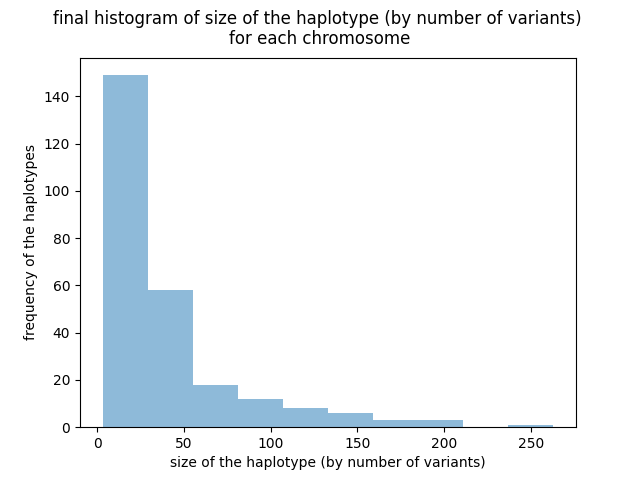 final histogram of size of the haplotype (by number of variants)
for each chromosome
frequency of the haplotypes
140
120
100
80
60
40
20
0
0 50 100 150 200 250
size of the haplotype (by number of variants)